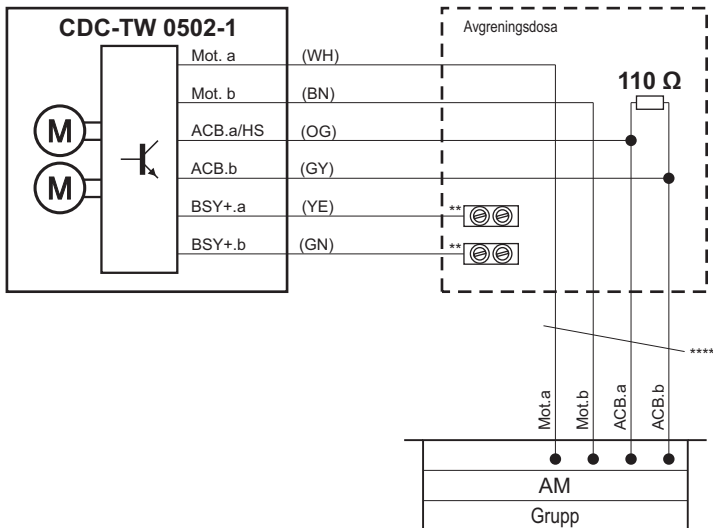 CDC-TW 0502-1
Avgreningsdosa
Mot. a (WH)
Mot. b (BN)
ACB.a/HS (OG)
ACB.b (GY)
BSY+.a (YE) **
BSY+.b (GN) **
110 Ω
M
M
****
Mot.a
Mot.b
ACB.a
ACB.b
AM
Grupp